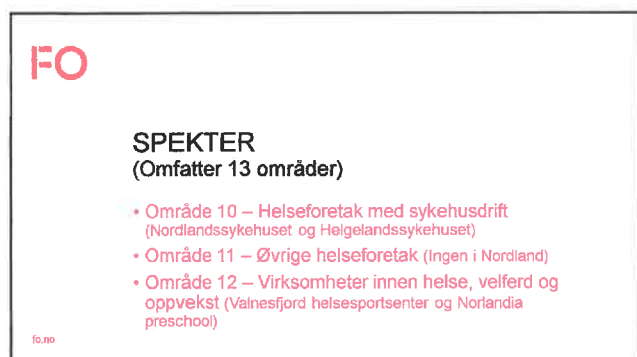 FO
SPEKTER
(Omfatter 13 områder)
• Område 10 – Helseforetak med sykehusdrift
(Nordlandssykehuset og Helgelandssykehuset)
• Område 11 – Øvrige helseforetak (Ingen i Nordland)
• Område 12 – Virksomheter innen helse, velferd og
oppvekst (Valnesfjord helsesportsenter og Norlandia
preschool)
fo.no